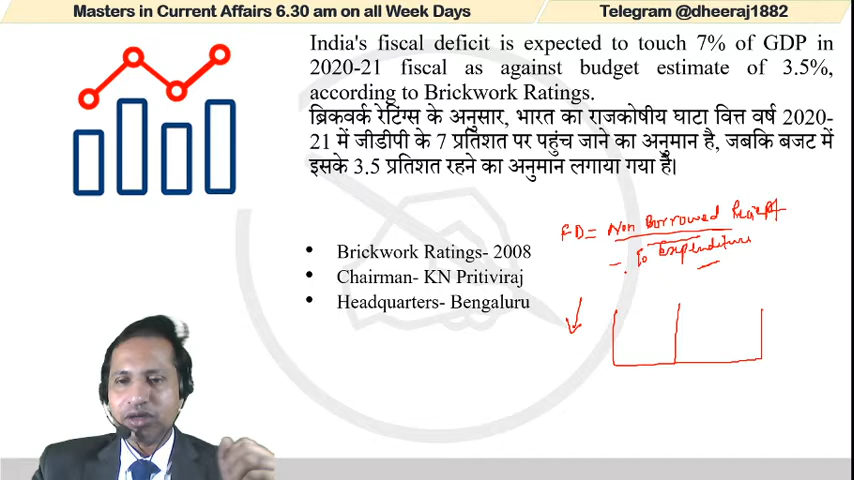 Masters in Current Affairs 6.30 am on all Week Days
Telegram @dheeraj1882
India's fiscal deficit is expected to touch 7% of GDP in
2020-21 fiscal as against budget estimate of 3.5%,
according to Brickwork Ratings.
ब्रिकवर्क रेटिंग्स के अनुसार, भारत का राजकोषीय घाटा वित्त वर्ष 2020-
21 में जीडीपी के 7 प्रतिशत पर पहुंच जाने का अनुमान है, जबकि बजट में
इसके 3.5 प्रतिशत रहने का अनुमान लगाया गया है।
FD = Non Borrowed
- To Expenditure
• Brickwork Ratings- 2008
• Chairman- KN Pritiviraj
• Headquarters- Bengaluru